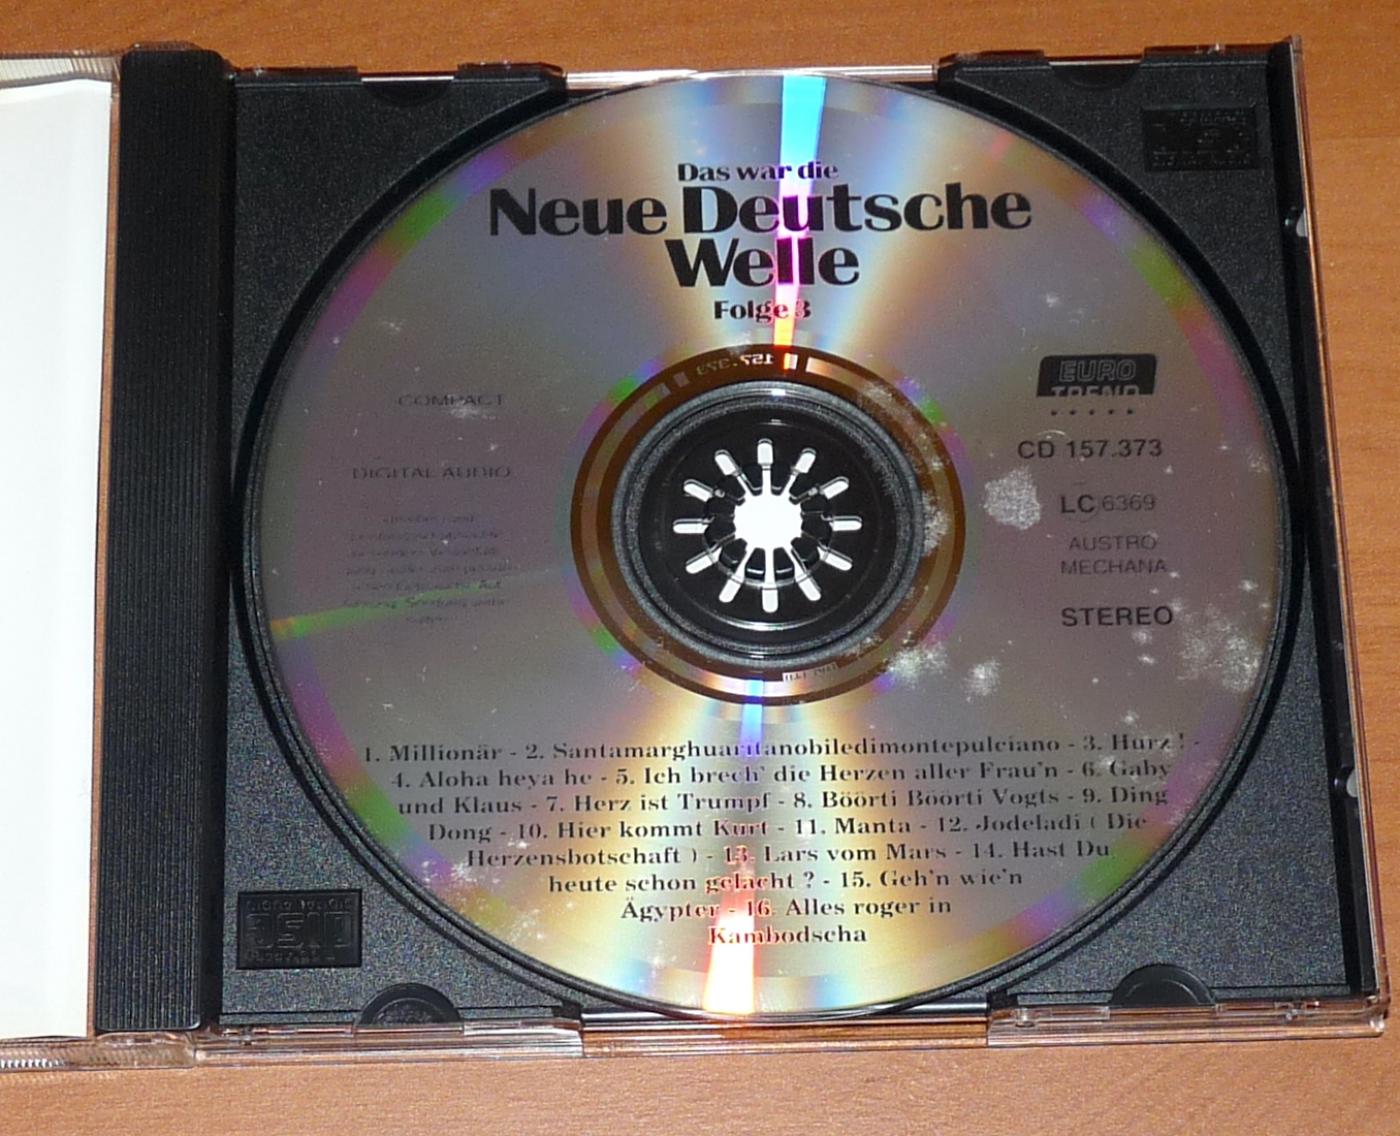 Das war die
Neue Deutsche
Welle
Folge 3
157.373
COMPACT
DIGITAL AUDIO
EURO
TREND
CD 157.373
LC 6369
AUSTRO
MECHANA
STEREO
1. Millionär - 2. Santamarghuaritanobiledimontepulciano - 3. Hurz ! -
4. Aloha heya he - 5. Ich brech' die Herzen aller Frau'n - 6. Gaby
und Klaus - 7. Herz ist Trumpf - 8. Böörti Böörti Vogts - 9. Ding
Dong - 10. Hier kommt Kurt - 11. Manta - 12. Jodeladi ( Die
Herzensbotschaft ) - 13. Lars vom Mars - 14. Hast Du
heute schon gelacht ? - 15. Geh'n wie'n
Ägypter - 16. Alles roger in
Kambodscha